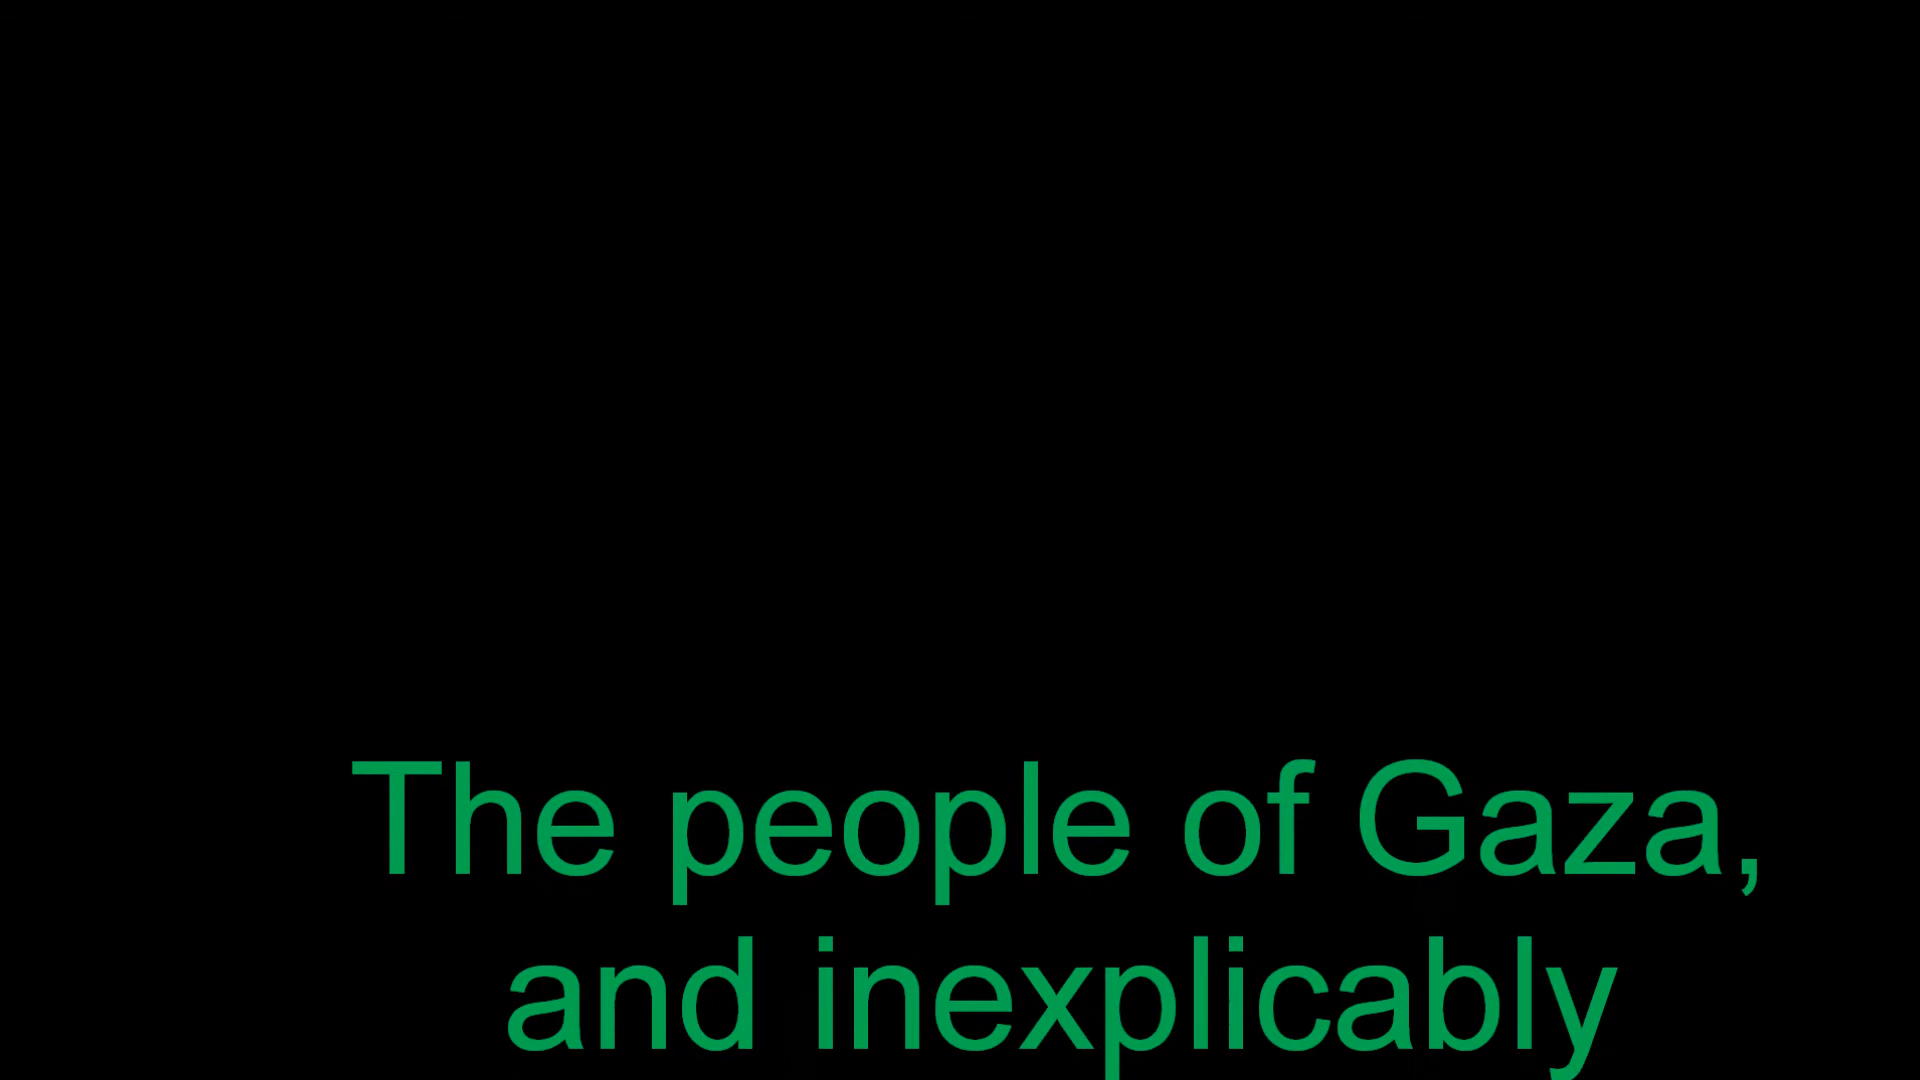 The people of Gaza,
and inexplicably